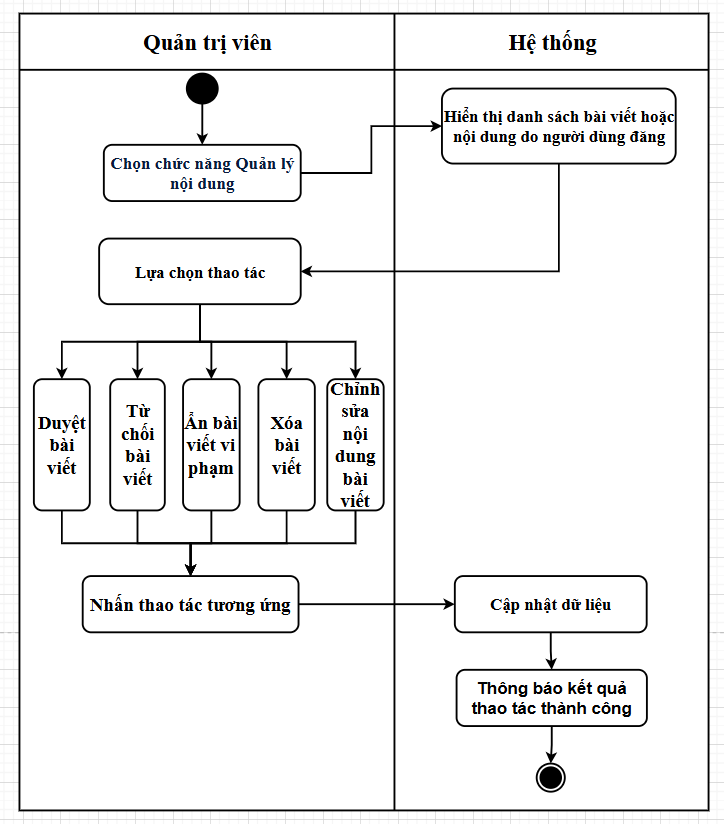 Quản trị viên
Hệ thống
Hiển thị danh sách bài viết hoặc
nội dung do người dùng đăng
Chọn chức năng Quản lý
nội dung
Lựa chọn thao tác
Duyệt
bài
viết
Từ
chối
bài
viết
Ẩn bài
viết vi
phạm
Xóa
bài
viết
Chỉnh
sửa
nội
dung
bài
viết
Nhấn thao tác tương ứng
Cập nhật dữ liệu
Thông báo kết quả
thao tác thành công